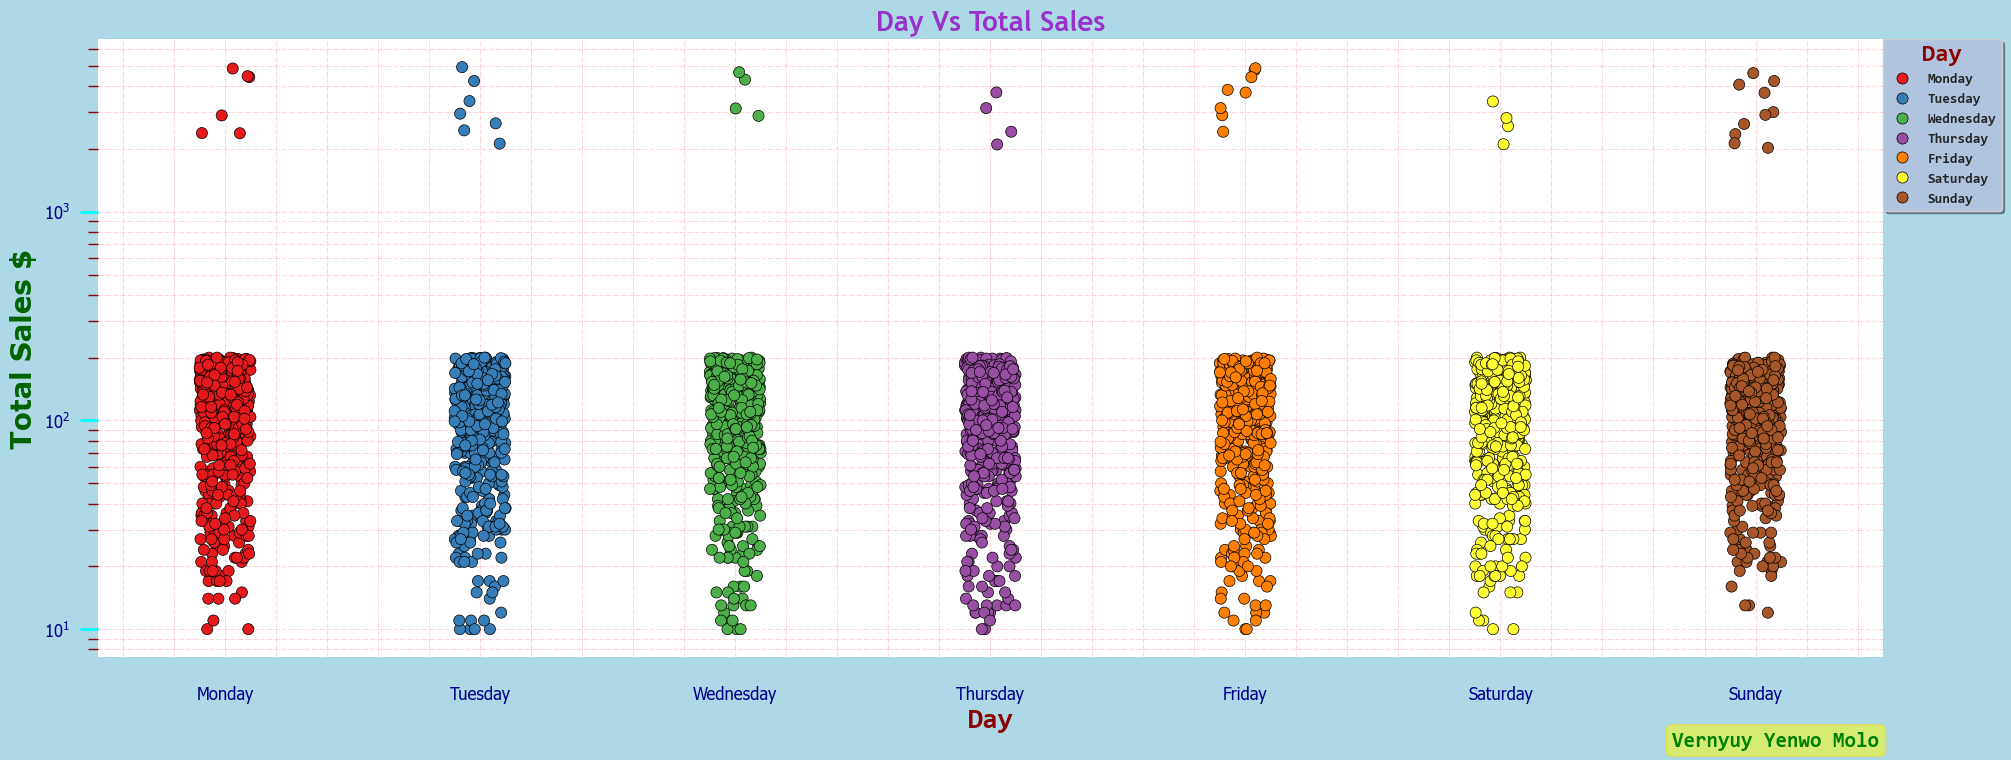 Day Vs Total Sales
Total Sales $
10³
10²
10¹
Monday Tuesday Wednesday Thursday Friday Saturday Sunday
Day
Day
Monday
Tuesday
Wednesday
Thursday
Friday
Saturday
Sunday
Vernyuy Yenwo Molo